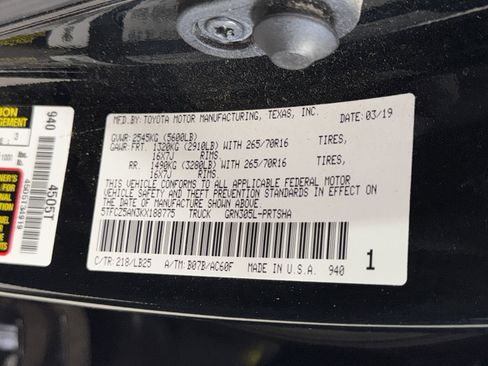 MFD.BY: TOYOTA MOTOR MANUFACTURING, TEXAS, INC.
DATE: 03/19
GVWR: 2545KG (5600LB)
GAWR: FRT. 1320KG (2910LB) WITH 265/70R16 TIRES,
16X7J RIMS.
RR. 1490KG (3280LB) WITH 265/70R16 TIRES,
16X7J RIMS.
THIS VEHICLE CONFORMS TO ALL APPLICABLE FEDERAL MOTOR
VEHICLE SAFETY AND THEFT PREVENTION STANDARDS IN EFFECT ON
THE DATE OF MANUFACTURE SHOWN ABOVE.
5TFCZ5AN3KX188775 TRUCK GRN305L-PRTSHA
C/TR: 218/LB25 A/TM: B07B/AC60F MADE IN U.S.A. 940 1
940
4505T